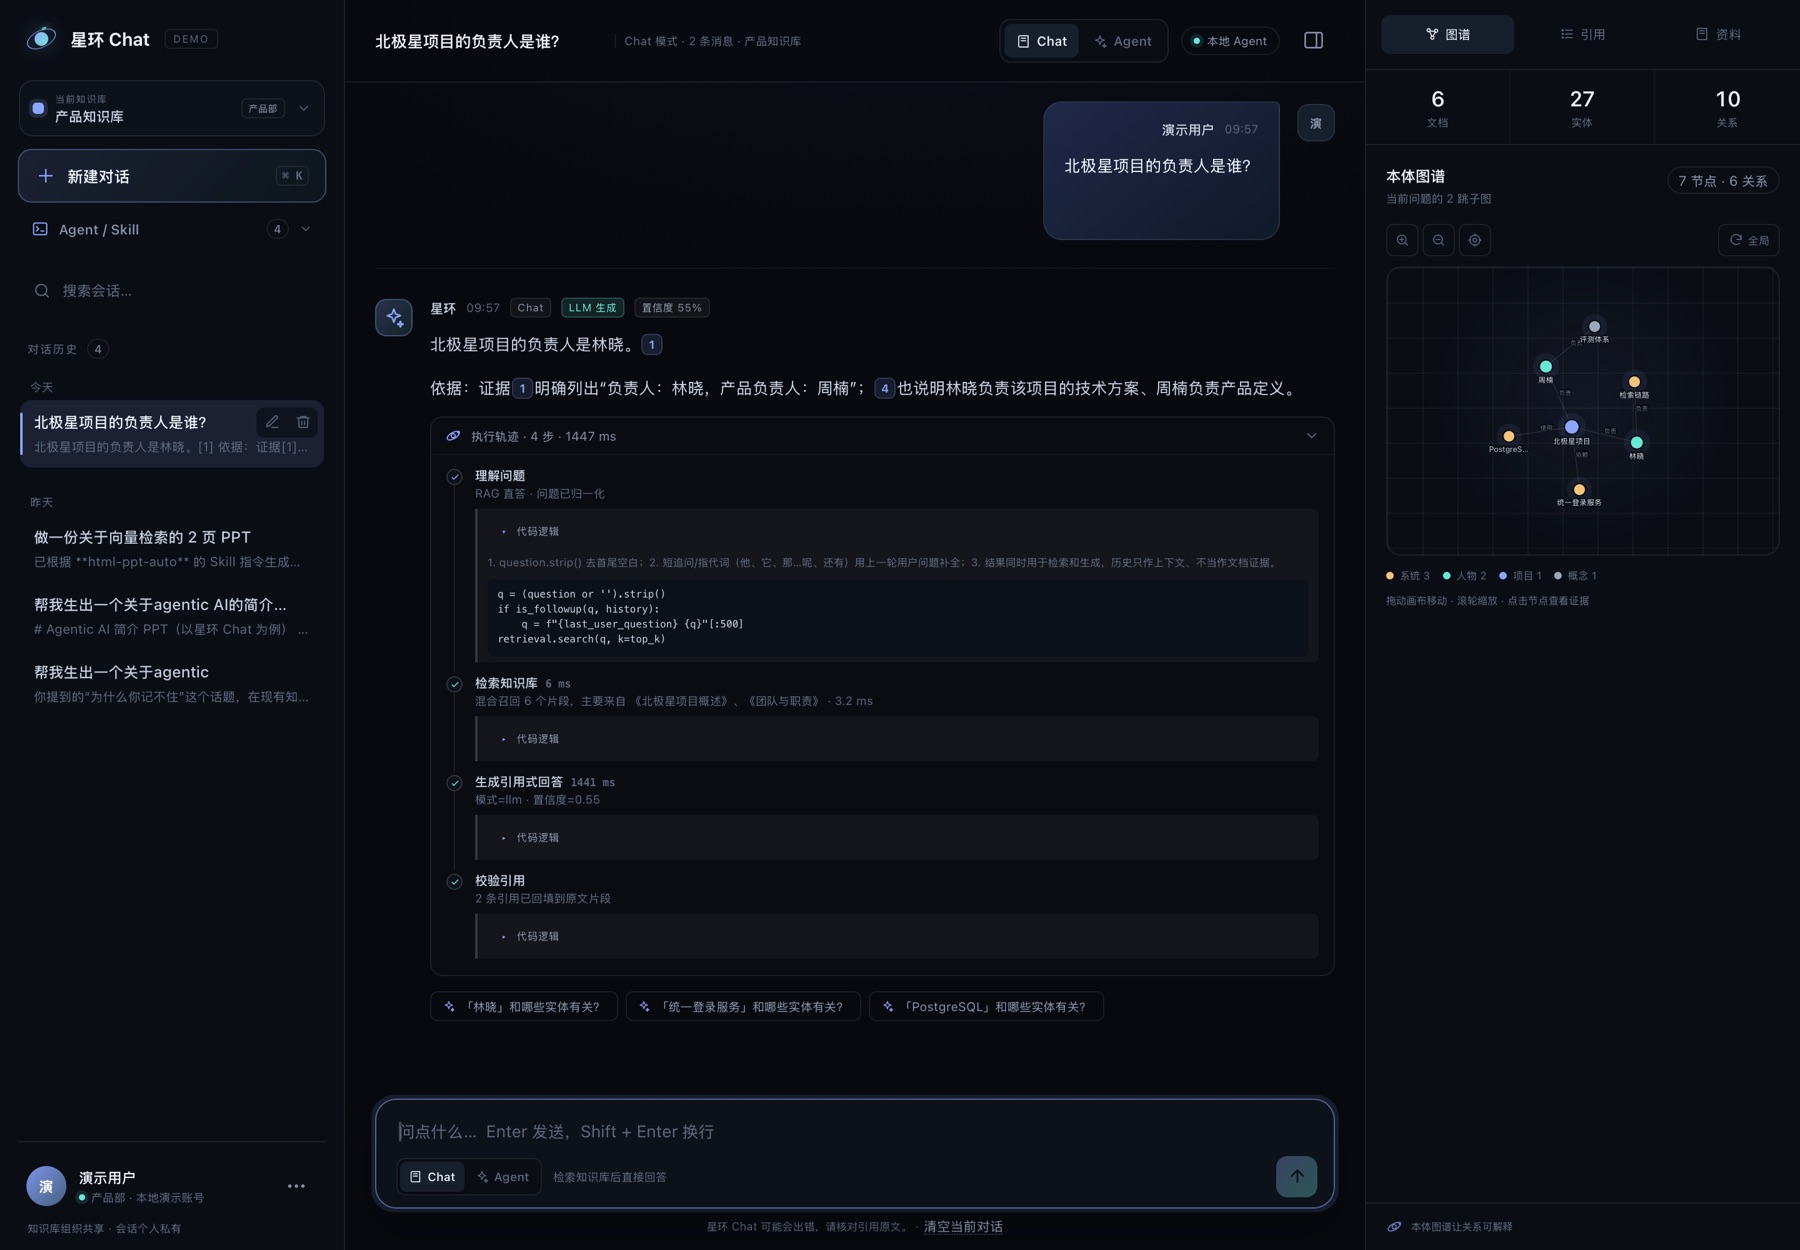 星环 Chat DEMO
当前知识库
产品知识库
产品部
新建对话
⌘ K
Agent / Skill 4
搜索会话...
对话历史 4
今天
北极星项目的负责人是谁?
北极星项目的负责人是林晓。[1] 依据：证据[1]...
昨天
做一份关于向量检索的 2 页 PPT
已根据 **html-ppt-auto** 的 Skill 指令生成...
帮我生出一个关于agentic AI的简介...
# Agentic AI 简介 PPT（以星环 Chat 为例） ...
帮我生出一个关于agentic
你提到的“为什么你记不住”这个话题，在现有知...
演
演示用户
产品部 · 本地演示账号
知识库组织共享 · 会话个人私有
北极星项目的负责人是谁?
Chat 模式 · 2 条消息 · 产品知识库
Chat
Agent
本地 Agent
演示用户 09:57
演
北极星项目的负责人是谁?
星环 09:57 Chat LLM 生成 置信度 55%
北极星项目的负责人是林晓。 1
依据：证据 1 明确列出“负责人：林晓，产品负责人：周楠”； 4 也说明林晓负责该项目的技术方案、周楠负责产品定义。
执行轨迹 · 4 步 · 1447 ms
理解问题
RAG 直答 · 问题已归一化
代码逻辑
1. question.strip() 去首尾空白；2. 短追问/指代词（他、它、那…呢、还有）用上一轮用户问题补全；3. 结果同时用于检索和生成，历史只作上下文、不当作文档证据。
q = (question or '').strip()
if is_followup(q, history):
    q = f"{last_user_question} {q}"[:500]
retrieval.search(q, k=top_k)
检索知识库 6 ms
混合召回 6 个片段，主要来自 《北极星项目概述》、《团队与职责》 · 3.2 ms
代码逻辑
生成引用式回答 1441 ms
模式=llm · 置信度=0.55
代码逻辑
校验引用
2 条引用已回填到原文片段
代码逻辑
「林晓」和哪些实体有关?
「统一登录服务」和哪些实体有关?
「PostgreSQL」和哪些实体有关?
问点什么... Enter 发送，Shift + Enter 换行
Chat
Agent
检索知识库后直接回答
星环 Chat 可能会出错，请核对引用原文。 · 清空当前对话
图谱
引用
资料
6
文档
27
实体
10
关系
本体图谱
当前问题的 2 跳子图
7 节点 · 6 关系
全局
负责
评测体系
周楠
检索链路
负责
负责
使用
北极星项目
负责
PostgreS...
林晓
依赖
统一登录服务
系统 3
人物 2
项目 1
概念 1
拖动画布移动 · 滚轮缩放 · 点击节点查看证据
本体图谱让关系可解释